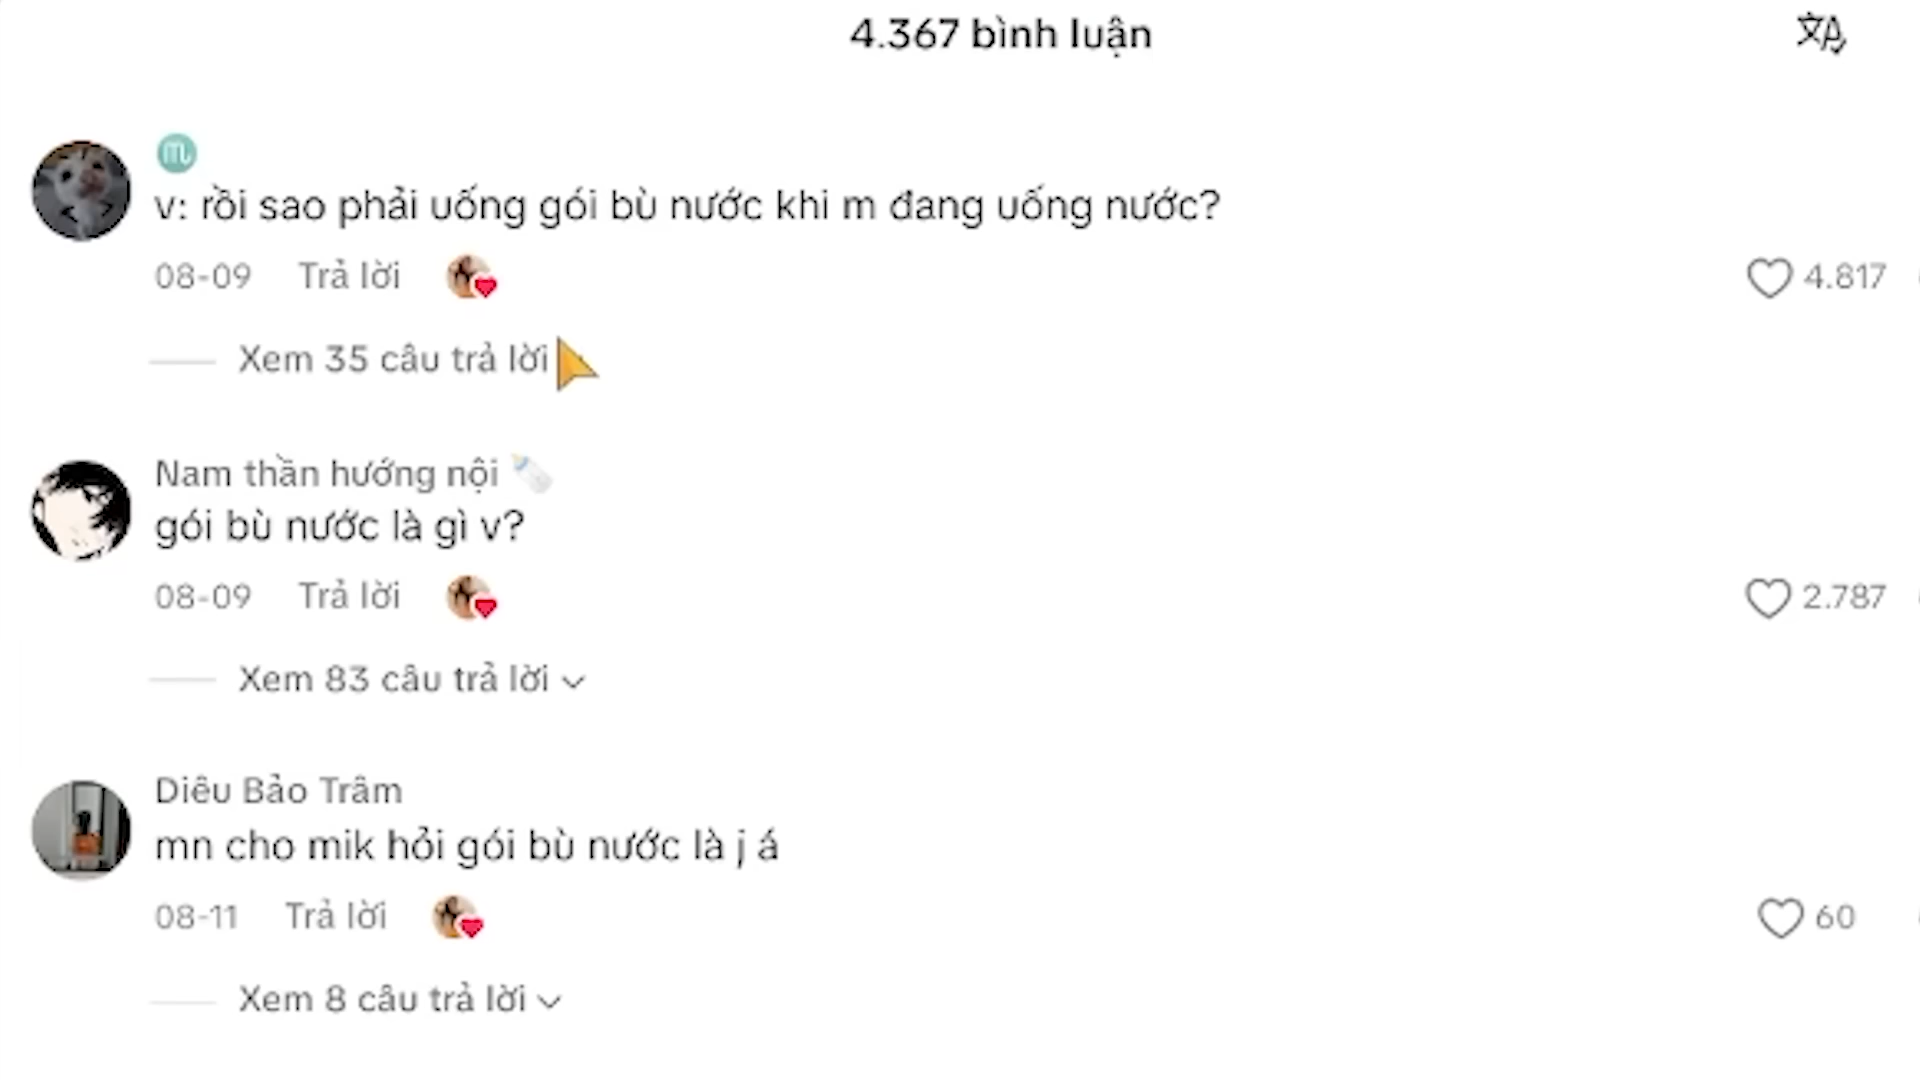 4.367 bình luận
♏
v: rồi sao phải uống gói bù nước khi m đang uống nước?
08-09 Trả lời 4.817
Xem 35 câu trả lời
Nam thần hướng nội 🍼
gói bù nước là gì v?
08-09 Trả lời 2.787
Xem 83 câu trả lời
Diêu Bảo Trâm
mn cho mik hỏi gói bù nước là j á
08-11 Trả lời 60
Xem 8 câu trả lời